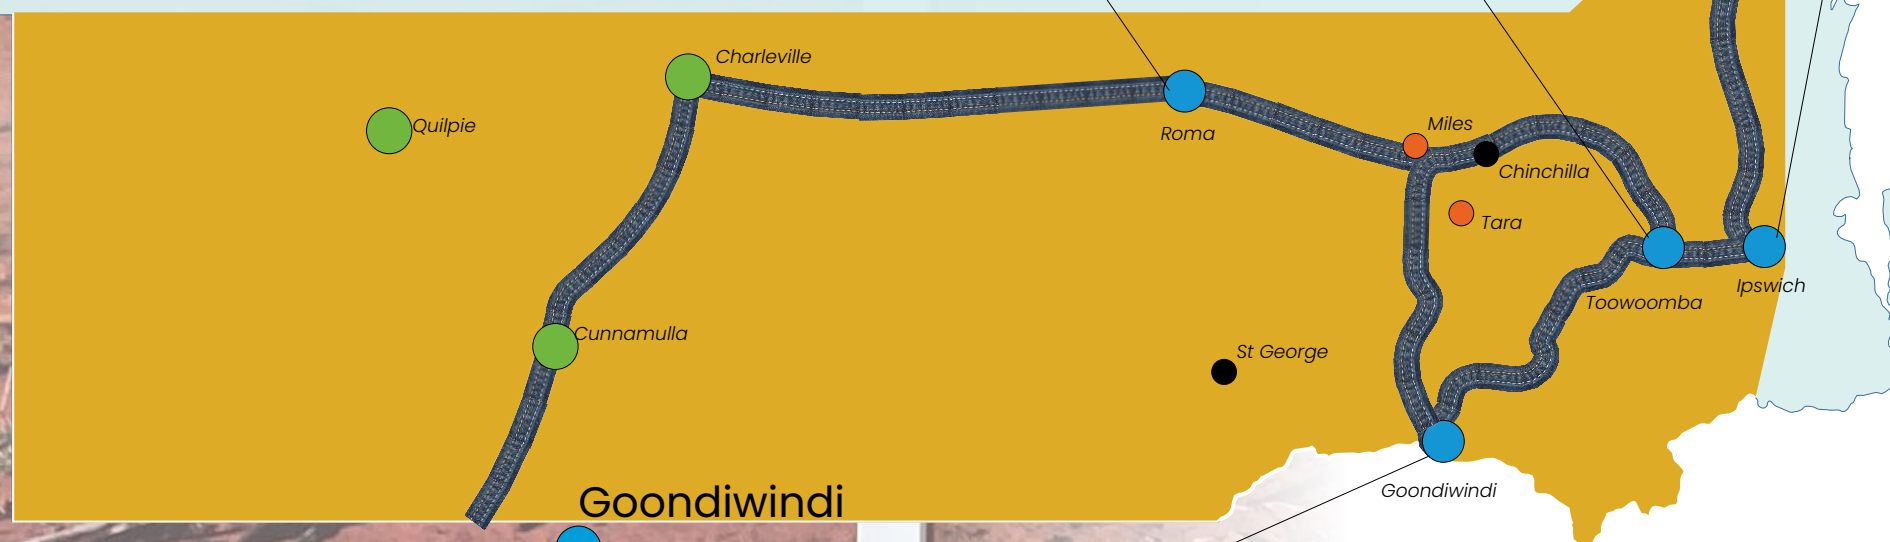 Charleville
Quilpie
Miles
Roma
Chinchilla
Tara
Ipswich
Toowoomba
Cunnamulla
St George
Goondiwindi
Goondiwindi